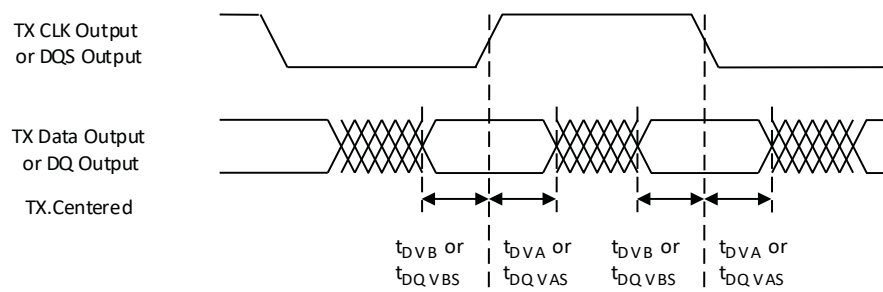 TX CLK Output
or DQS Output
TX Data Output
or DQ Output
TX.Centered
tDVB or
tDQVBS
tDVA or
tDQVAS
tDVB or
tDQVBS
tDVA or
tDQVAS